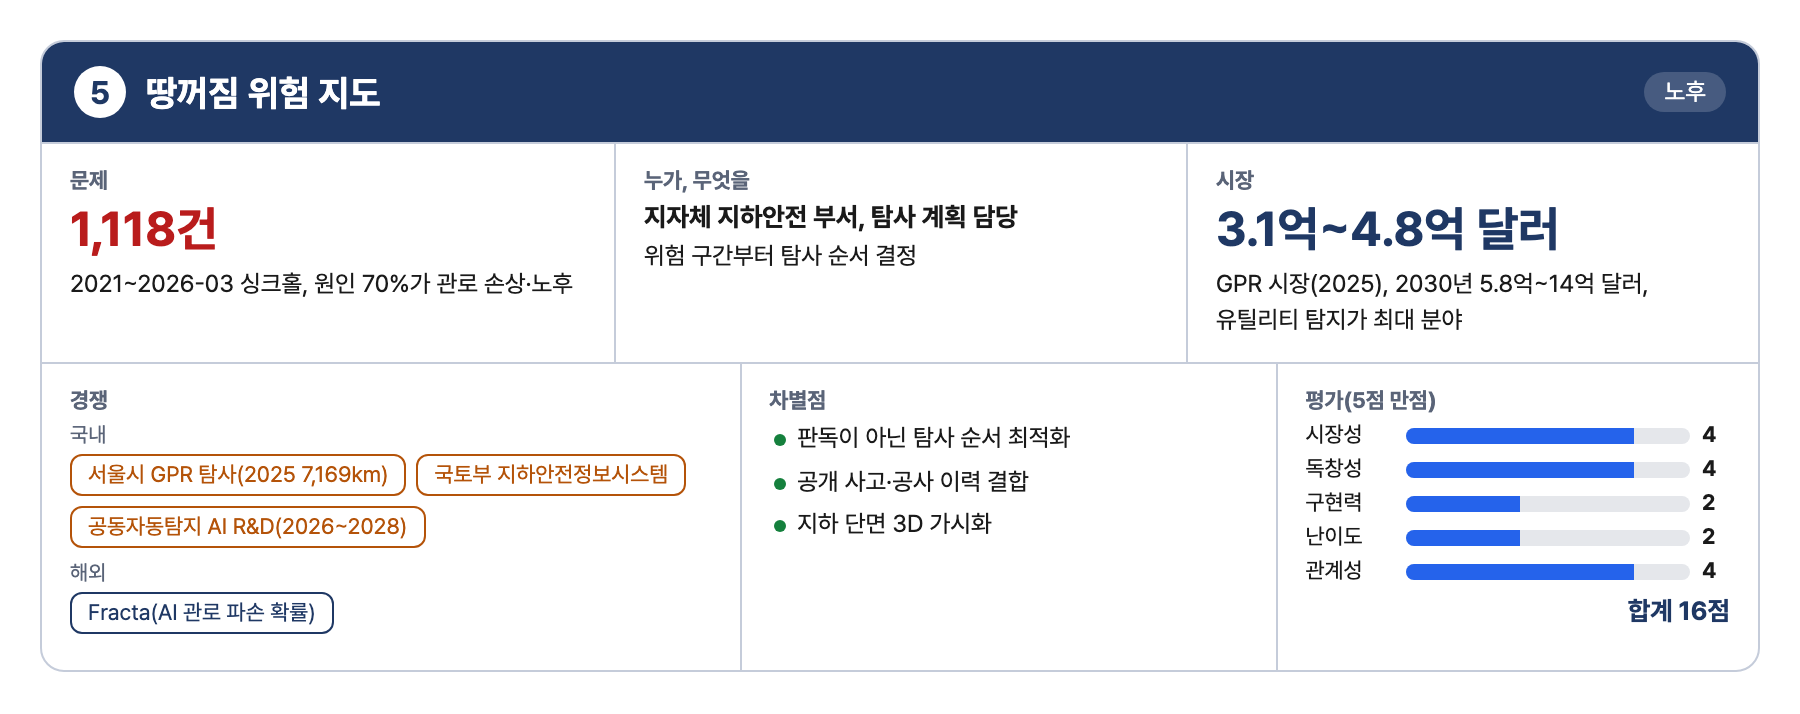 5 땅꺼짐 위험 지도
노후
문제
1,118건
2021~2026-03 싱크홀, 원인 70%가 관로 손상·노후
누가, 무엇을
지자체 지하안전 부서, 탐사 계획 담당
위험 구간부터 탐사 순서 결정
시장
3.1억~4.8억 달러
GPR 시장(2025), 2030년 5.8억~14억 달러,
유틸리티 탐지가 최대 분야
경쟁
국내
서울시 GPR 탐사(2025 7,169km)
국토부 지하안전정보시스템
공동자동탐지 AI R&D(2026~2028)
해외
Fracta(AI 관로 파손 확률)
차별점
판독이 아닌 탐사 순서 최적화
공개 사고·공사 이력 결합
지하 단면 3D 가시화
평가(5점 만점)
시장성 4
독창성 4
구현력 2
난이도 2
관계성 4
합계 16점